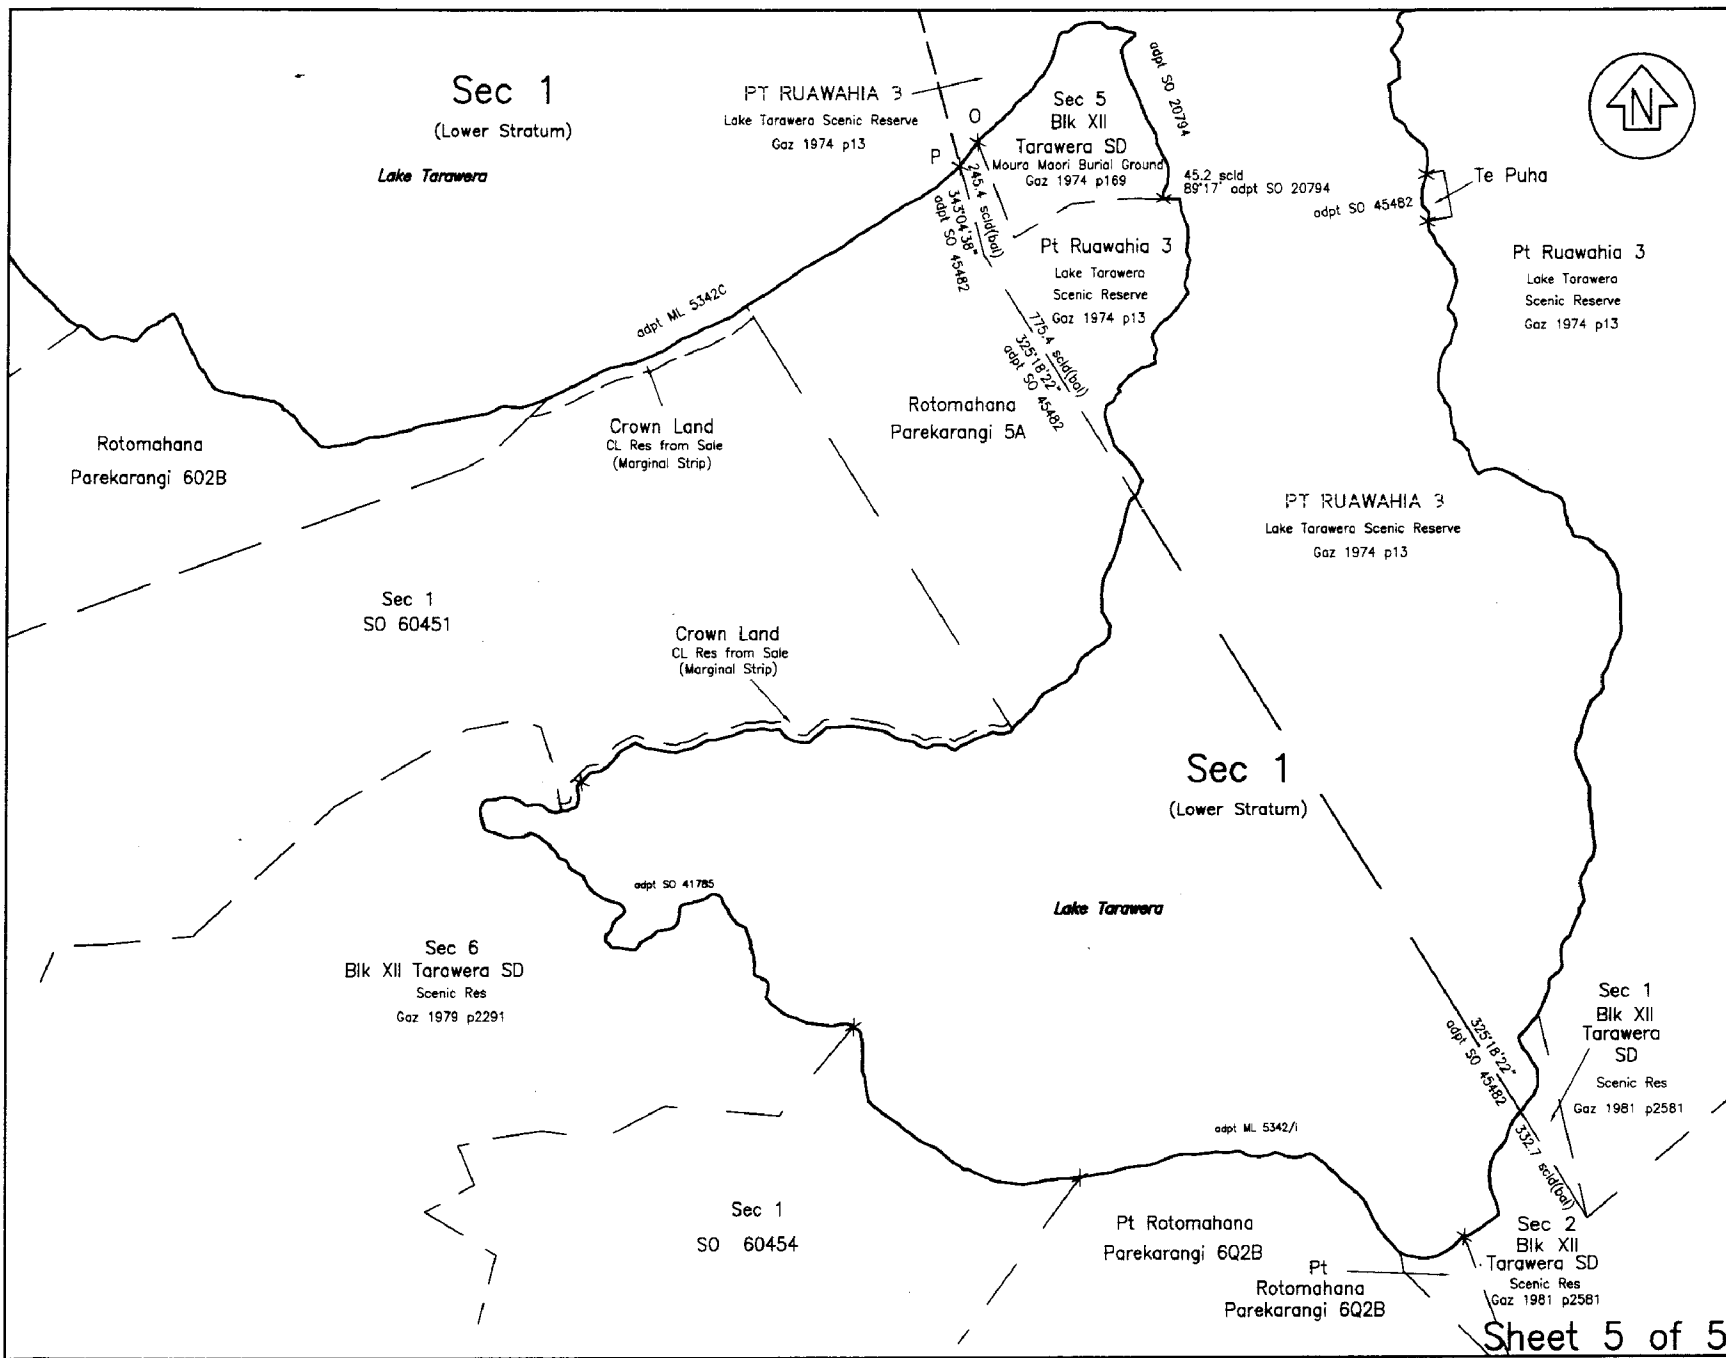 Sec 1
(Lower Stratum)
Lake Tarawera
PT RUAWAHIA 3
Lake Tarawera Scenic Reserve
Gaz 1974 p13
O
P
Sec 5
Blk XII
Tarawera SD
Moura Maori Burial Ground
Gaz 1974 p169
adpt SO 20794
45.2 scld
89°17' adpt SO 20794
N
Te Puha
adpt SO 45482
Pt Ruawahia 3
Lake Tarawera
Scenic Reserve
Gaz 1974 p13
245.4 scld(bal)
343°04'38"
adpt SO 45482
Pt Ruawahia 3
Lake Tarawera
Scenic Reserve
Gaz 1974 p13
775.4 scld(bal)
325°18'22"
adpt SO 45482
adpt ML 5342C
Rotomahana
Parekarangi 5A
Crown Land
CL Res from Sale
(Marginal Strip)
Rotomahana
Parekarangi 602B
PT RUAWAHIA 3
Lake Tarawera Scenic Reserve
Gaz 1974 p13
Sec 1
SO 60451
Crown Land
CL Res from Sale
(Marginal Strip)
Sec 1
(Lower Stratum)
Lake Tarawera
adpt SO 41785
Sec 6
Blk XII Tarawera SD
Scenic Res
Gaz 1979 p2291
Sec 1
Blk XII
Tarawera
SD
Scenic Res
Gaz 1981 p2581
325°18'22"
adpt SO 45482
332.7 scld(bal)
adpt ML 5342/i
Sec 1
SO 60454
Pt Rotomahana
Parekarangi 6Q2B
Pt
Rotomahana
Parekarangi 6Q2B
Sec 2
Blk XII
Tarawera SD
Scenic Res
Gaz 1981 p2581
Sheet 5 of 5